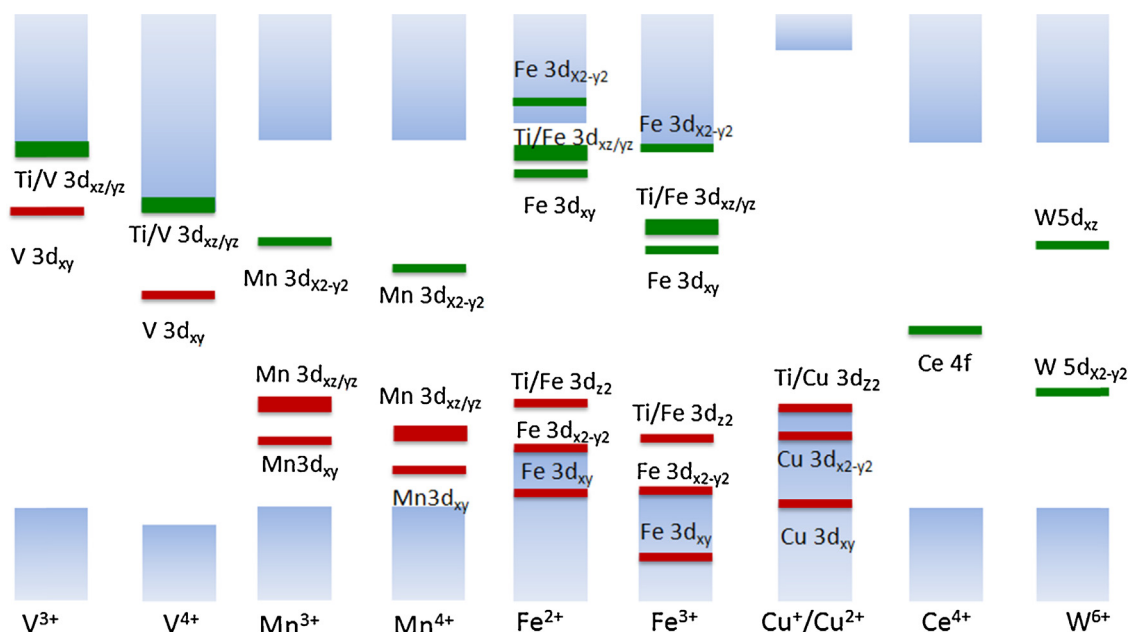 Ti/V 3dxz/yz
V 3dxy
V3+
Ti/V 3dxz/yz
V 3dxy
V4+
Mn 3dX2-y2
Mn 3dxz/yz
Mn3dxy
Mn3+
Mn 3dX2-y2
Mn 3dxz/yz
Mn3dxy
Mn4+
Fe 3dX2-y2
Ti/Fe 3dxz/yz
Fe 3dxy
Ti/Fe 3dz2
Fe 3dx2-y2
Fe 3dxy
Fe2+
Fe 3dX2-y2
Ti/Fe 3dxz/yz
Fe 3dxy
Ti/Fe 3dz2
Fe 3dx2-y2
Fe 3dxy
Fe3+
Ti/Cu 3dz2
Cu 3dx2-y2
Cu 3dxy
Cu+/Cu2+
Ce 4f
Ce4+
W5dxz
W 5dX2-y2
W6+